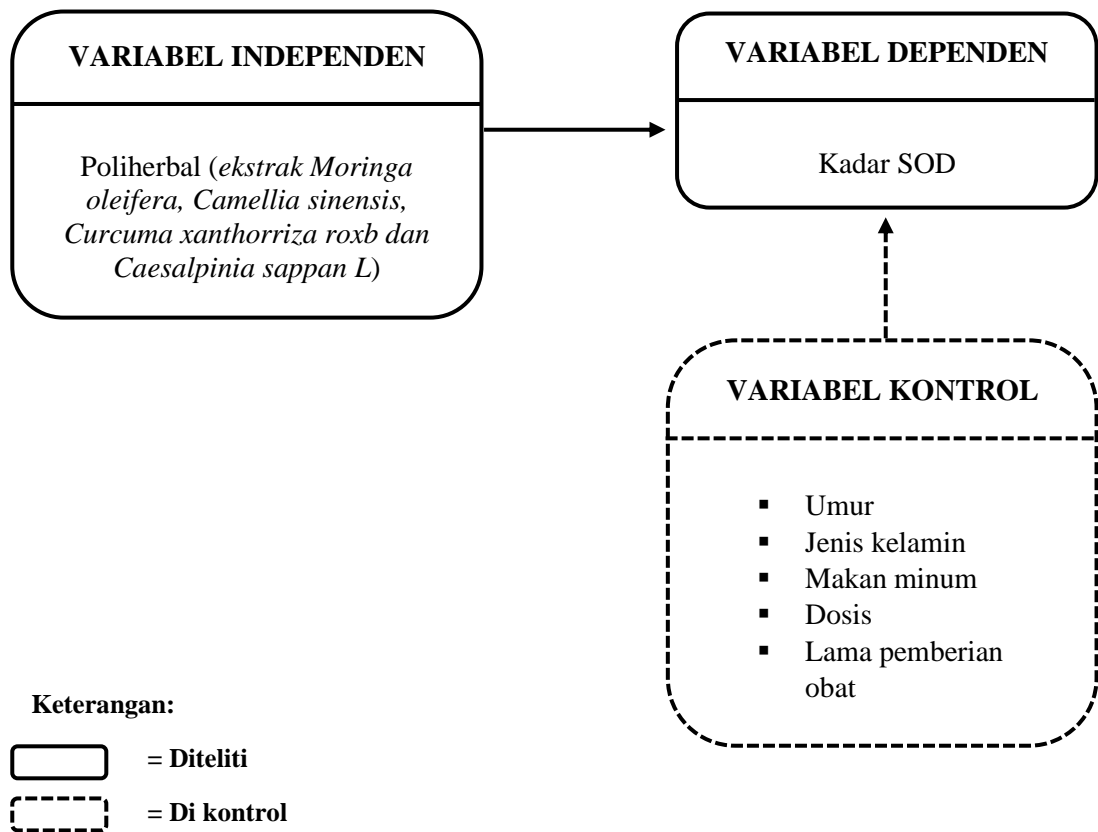 VARIABEL INDEPENDEN
Poliherbal (ekstrak Moringa
oleifera, Camellia sinensis,
Curcuma xanthorriza roxb dan
Caesalpinia sappan L)
VARIABEL DEPENDEN
Kadar SOD
VARIABEL KONTROL
▪ Umur
▪ Jenis kelamin
▪ Makan minum
▪ Dosis
▪ Lama pemberian
obat
Keterangan:
= Diteliti
= Di kontrol